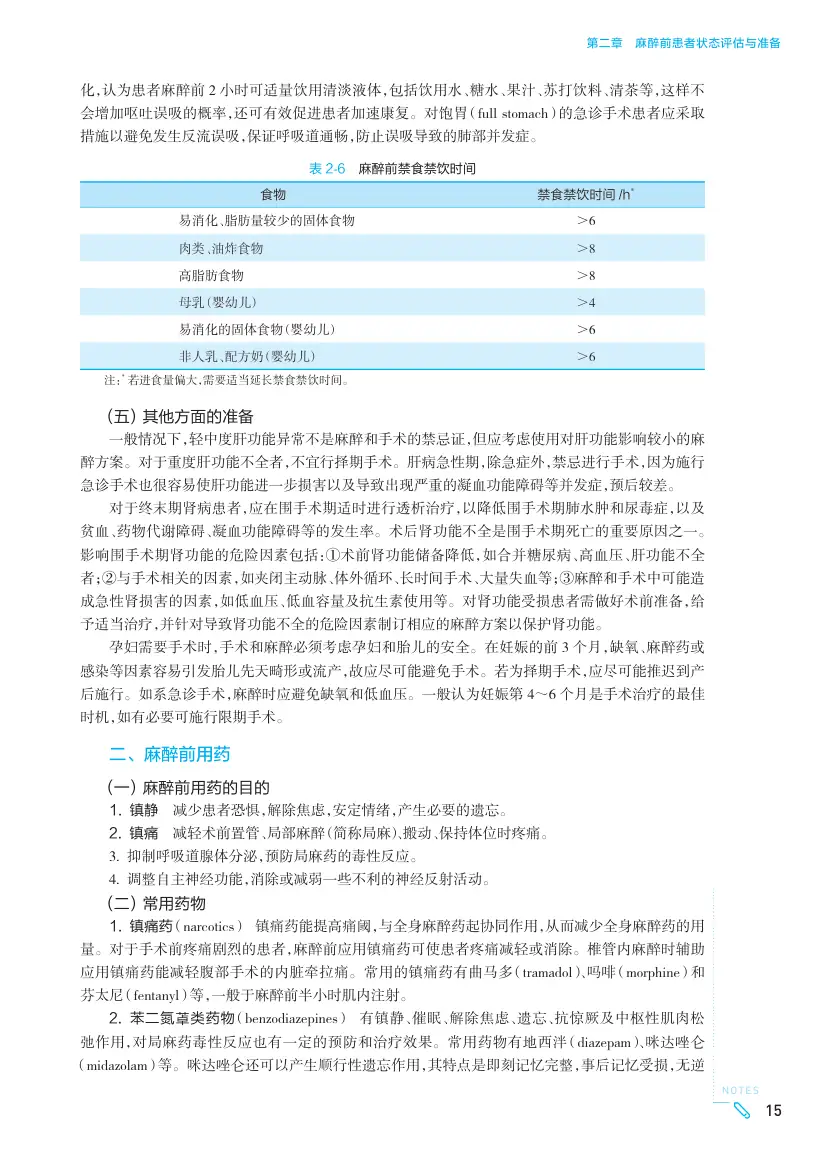 第二章　麻醉前患者状态评估与准备
化,认为患者麻醉前 2 小时可适量饮用清淡液体,包括饮用水、糖水、果汁、苏打饮料、清茶等,这样不
会增加呕吐误吸的概率,还可有效促进患者加速康复。对饱胃(full stomach)的急诊手术患者应采取
措施以避免发生反流误吸,保证呼吸道通畅,防止误吸导致的肺部并发症。
表 2-6　麻醉前禁食禁饮时间
食物　禁食禁饮时间 /h*
易消化、脂肪量较少的固体食物　>6
肉类、油炸食物　>8
高脂肪食物　>8
母乳(婴幼儿)　>4
易消化的固体食物(婴幼儿)　>6
非人乳、配方奶(婴幼儿)　>6
注:*若进食量偏大,需要适当延长禁食禁饮时间。
(五)其他方面的准备
一般情况下,轻中度肝功能异常不是麻醉和手术的禁忌证,但应考虑使用对肝功能影响较小的麻
醉方案。对于重度肝功能不全者,不宜行择期手术。肝病急性期,除急症外,禁忌进行手术,因为施行
急诊手术也很容易使肝功能进一步损害以及导致出现严重的凝血功能障碍等并发症,预后较差。
对于终末期肾病患者,应在围手术期适时进行透析治疗,以降低围手术期肺水肿和尿毒症,以及
贫血、药物代谢障碍、凝血功能障碍等的发生率。术后肾功能不全是围手术期死亡的重要原因之一。
影响围手术期肾功能的危险因素包括:①术前肾功能储备降低,如合并糖尿病、高血压、肝功能不全
者;②与手术相关的因素,如夹闭主动脉、体外循环、长时间手术、大量失血等;③麻醉和手术中可能造
成急性肾损害的因素,如低血压、低血容量及抗生素使用等。对肾功能受损患者需做好术前准备,给
予适当治疗,并针对导致肾功能不全的危险因素制订相应的麻醉方案以保护肾功能。
孕妇需要手术时,手术和麻醉必须考虑孕妇和胎儿的安全。在妊娠的前 3 个月,缺氧、麻醉药或
感染等因素容易引发胎儿先天畸形或流产,故应尽可能避免手术。若为择期手术,应尽可能推迟到产
后施行。如系急诊手术,麻醉时应避免缺氧和低血压。一般认为妊娠第 4～6 个月是手术治疗的最佳
时机,如有必要可施行限期手术。
二、麻醉前用药
(一)麻醉前用药的目的
1. 镇静　减少患者恐惧,解除焦虑,安定情绪,产生必要的遗忘。
2. 镇痛　减轻术前置管、局部麻醉(简称局麻)、搬动、保持体位时疼痛。
3. 抑制呼吸道腺体分泌,预防局麻药的毒性反应。
4. 调整自主神经功能,消除或减弱一些不利的神经反射活动。
(二)常用药物
1. 镇痛药(narcotics)　镇痛药能提高痛阈,与全身麻醉药起协同作用,从而减少全身麻醉药的用
量。对于手术前疼痛剧烈的患者,麻醉前应用镇痛药可使患者疼痛减轻或消除。椎管内麻醉时辅助
应用镇痛药能减轻腹部手术的内脏牵拉痛。常用的镇痛药有曲马多(tramadol)、吗啡(morphine)和
芬太尼(fentanyl)等,一般于麻醉前半小时肌内注射。
2. 苯二氮䓬类药物(benzodiazepines)　有镇静、催眠、解除焦虑、遗忘、抗惊厥及中枢性肌肉松
弛作用,对局麻药毒性反应也有一定的预防和治疗效果。常用药物有地西泮(diazepam)、咪达唑仑
(midazolam)等。咪达唑仑还可以产生顺行性遗忘作用,其特点是即刻记忆完整,事后记忆受损,无逆
NOTES
15